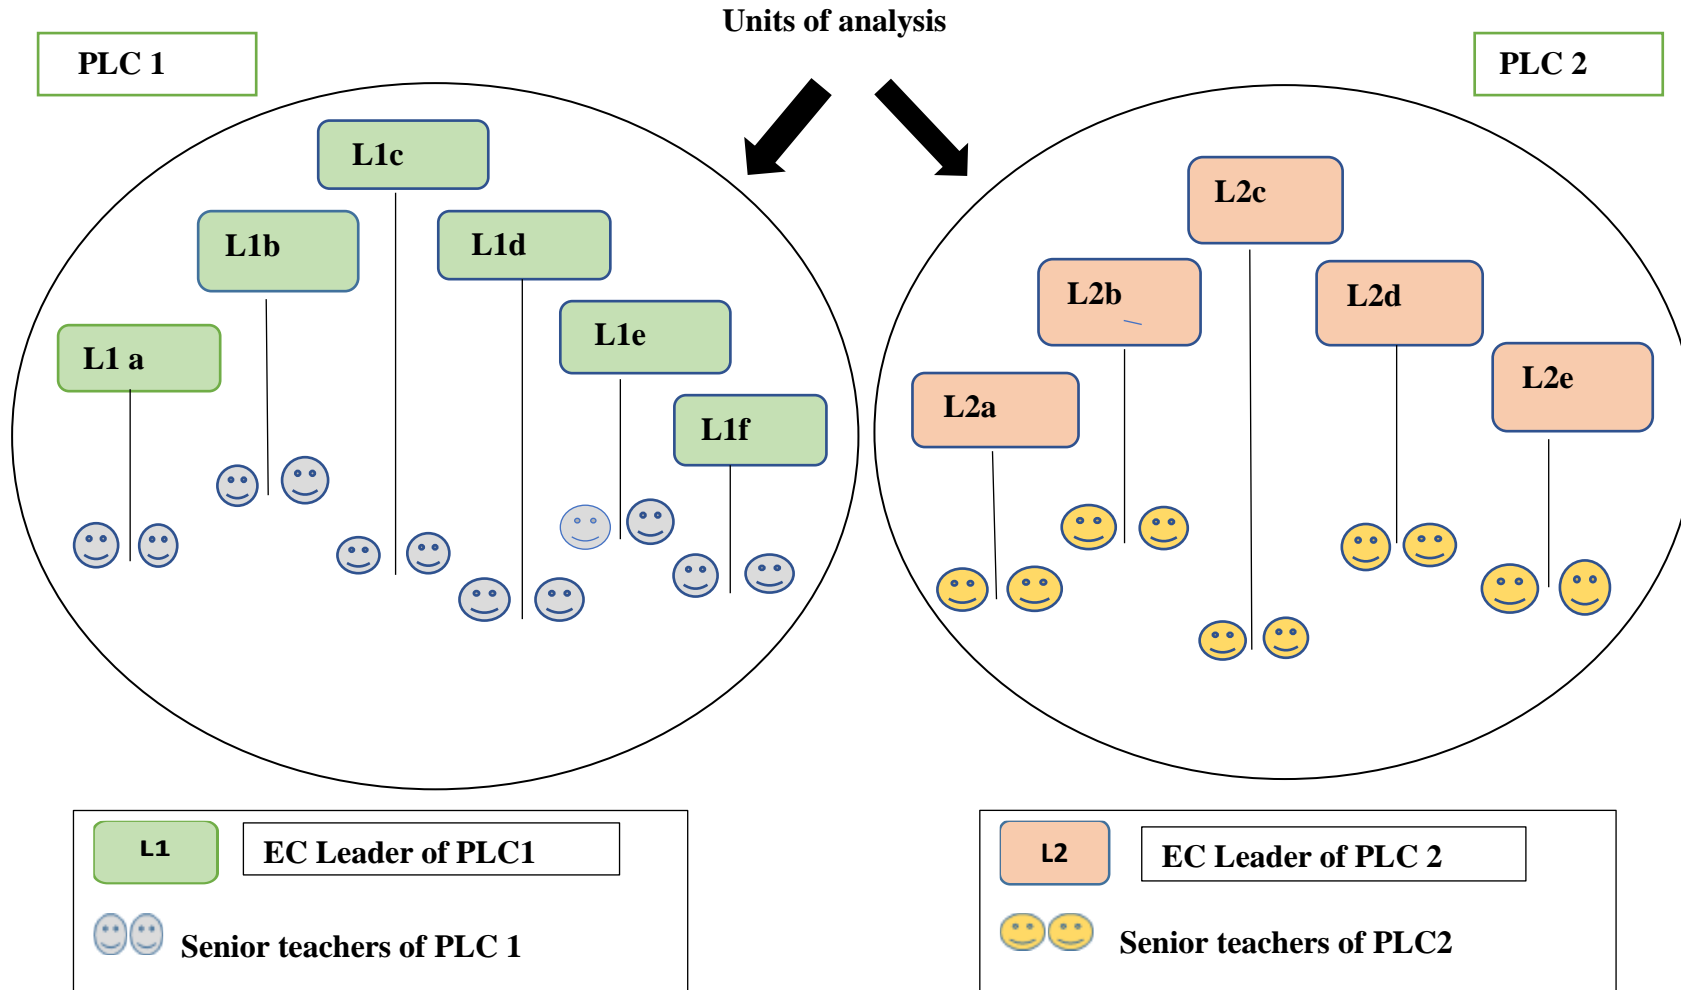 Units of analysis
PLC 1
PLC 2
L1c
L1b
L1d
L1e
L1 a
L1f
L2c
L2b
L2d
L2e
L2a
L1
EC Leader of PLC1
Senior teachers of PLC 1
L2
EC Leader of PLC 2
Senior teachers of PLC2